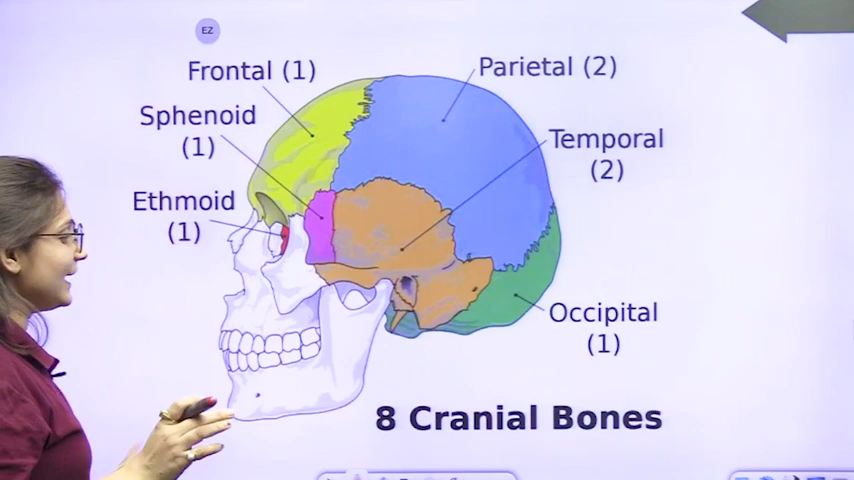 EZ
Frontal (1)
Parietal (2)
Sphenoid
(1)
Temporal
(2)
Ethmoid
(1)
Occipital
(1)
8 Cranial Bones